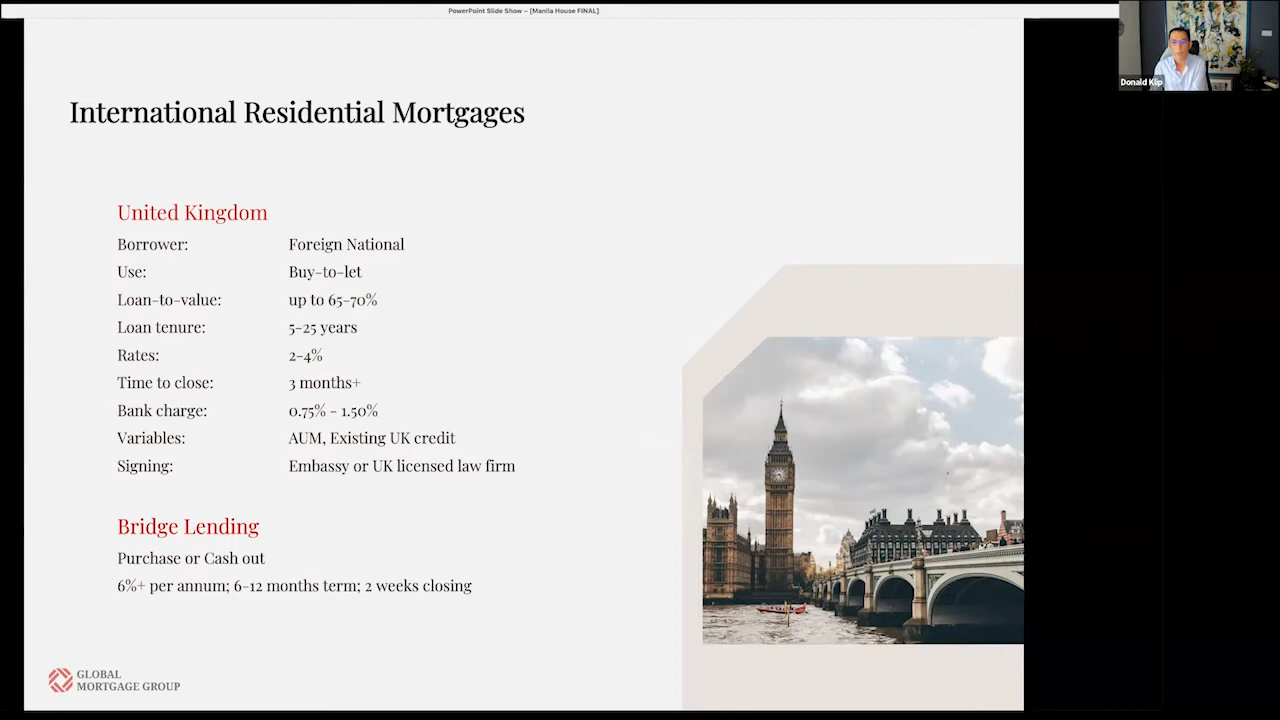 PowerPoint Slide Show – [Manila House FINAL]
Donald Klip
International Residential Mortgages
United Kingdom
Borrower: Foreign National
Use: Buy-to-let
Loan-to-value: up to 65-70%
Loan tenure: 5-25 years
Rates: 2-4%
Time to close: 3 months+
Bank charge: 0.75% - 1.50%
Variables: AUM, Existing UK credit
Signing: Embassy or UK licensed law firm
Bridge Lending
Purchase or Cash out
6%+ per annum; 6-12 months term; 2 weeks closing
GLOBAL
MORTGAGE GROUP